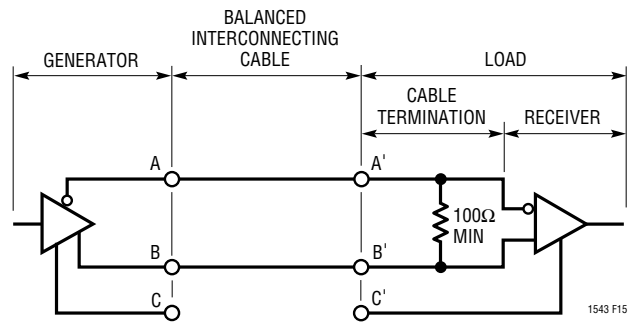 BALANCED
INTERCONNECTING
CABLE
GENERATOR
LOAD
CABLE
TERMINATION
RECEIVER
A
A'
100Ω
MIN
B
B'
C
C'
1543 F15